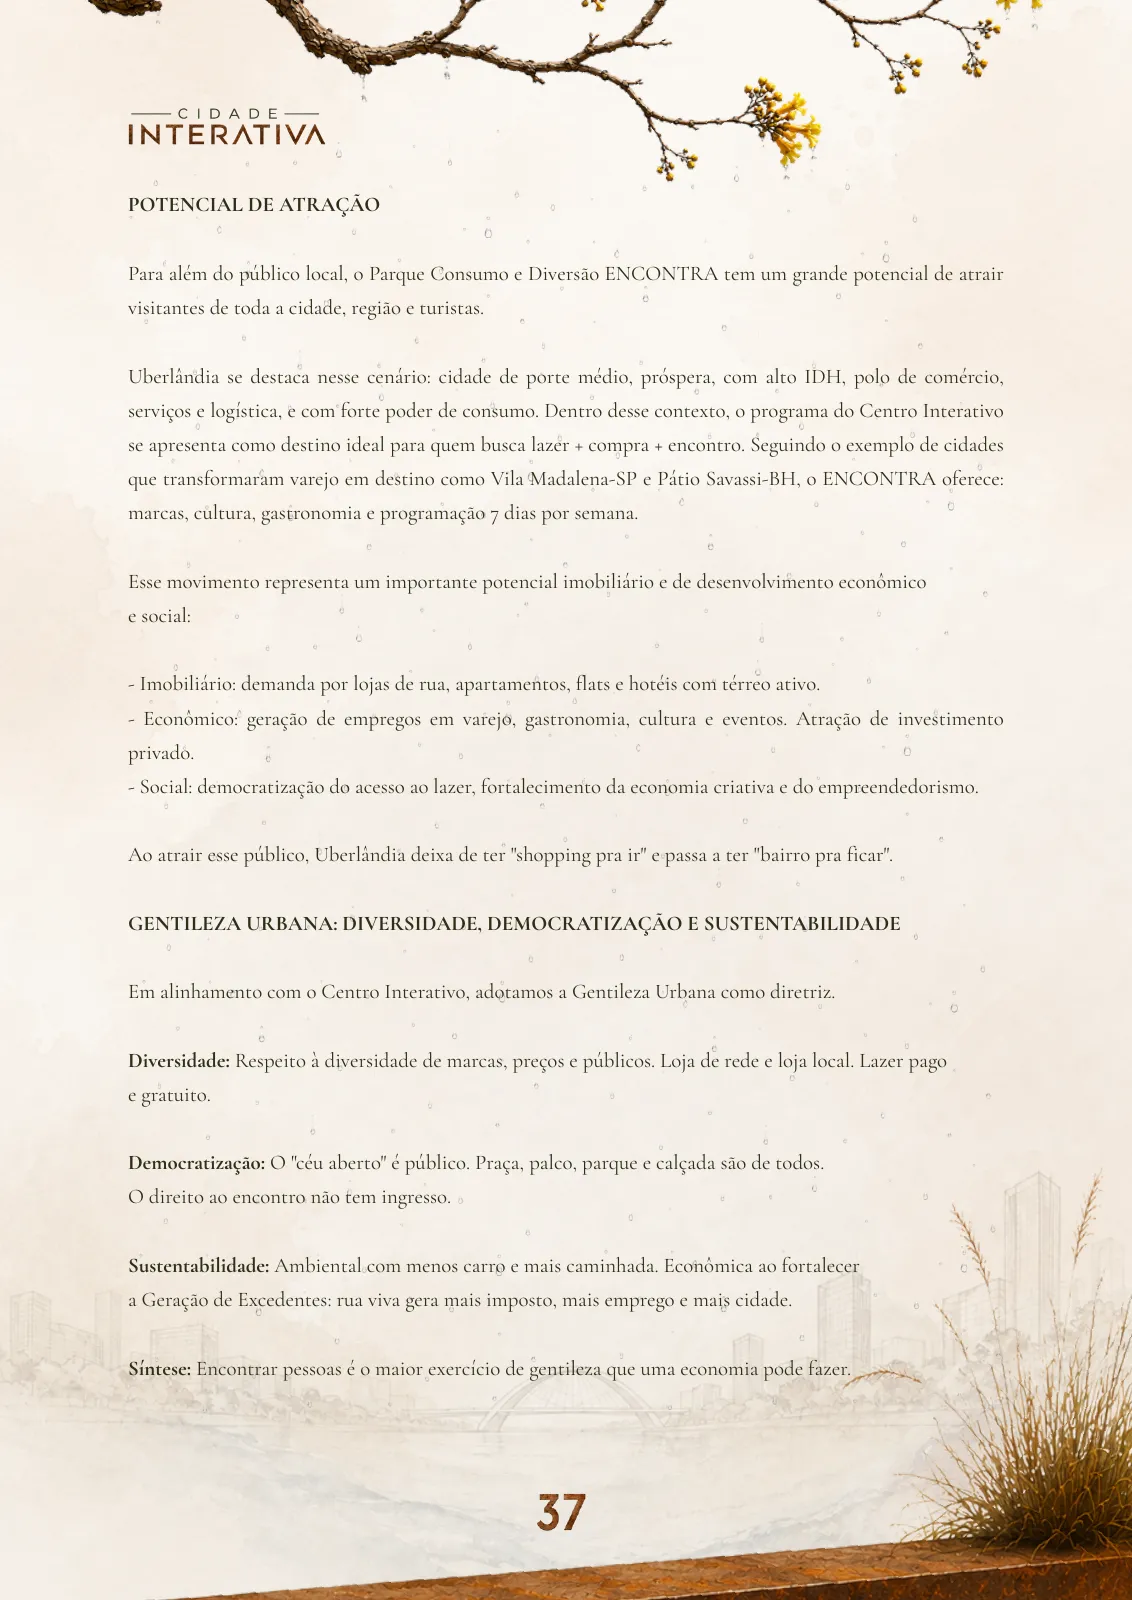 CIDADE
INTERATIVA
POTENCIAL DE ATRAÇÃO
Para além do público local, o Parque Consumo e Diversão ENCONTRA tem um grande potencial de atrair
visitantes de toda a cidade, região e turistas.
Uberlândia se destaca nesse cenário: cidade de porte médio, próspera, com alto IDH, polo de comércio,
serviços e logística, e com forte poder de consumo. Dentro desse contexto, o programa do Centro Interativo
se apresenta como destino ideal para quem busca lazer + compra + encontro. Seguindo o exemplo de cidades
que transformaram varejo em destino como Vila Madalena-SP e Pátio Savassi-BH, o ENCONTRA oferece:
marcas, cultura, gastronomia e programação 7 dias por semana.
Esse movimento representa um importante potencial imobiliário e de desenvolvimento econômico
e social:
- Imobiliário: demanda por lojas de rua, apartamentos, flats e hotéis com térreo ativo.
- Econômico: geração de empregos em varejo, gastronomia, cultura e eventos. Atração de investimento
privado.
- Social: democratização do acesso ao lazer, fortalecimento da economia criativa e do empreendedorismo.
Ao atrair esse público, Uberlândia deixa de ter "shopping pra ir" e passa a ter "bairro pra ficar".
GENTILEZA URBANA: DIVERSIDADE, DEMOCRATIZAÇÃO E SUSTENTABILIDADE
Em alinhamento com o Centro Interativo, adotamos a Gentileza Urbana como diretriz.
Diversidade: Respeito à diversidade de marcas, preços e públicos. Loja de rede e loja local. Lazer pago
e gratuito.
Democratização: O "céu aberto" é público. Praça, palco, parque e calçada são de todos.
O direito ao encontro não tem ingresso.
Sustentabilidade: Ambiental com menos carro e mais caminhada. Econômica ao fortalecer
a Geração de Excedentes: rua viva gera mais imposto, mais emprego e mais cidade.
Síntese: Encontrar pessoas é o maior exercício de gentileza que uma economia pode fazer.
37